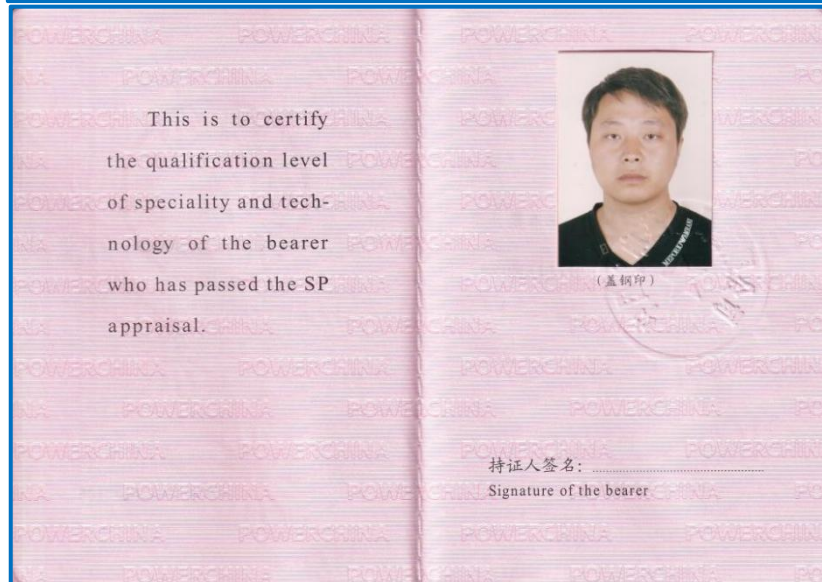 This is to certify
the qualification level
of speciality and tech-
nology of the bearer
who has passed the SP
appraisal.
(盖钢印)
持证人签名:
Signature of the bearer
POWERCHINA